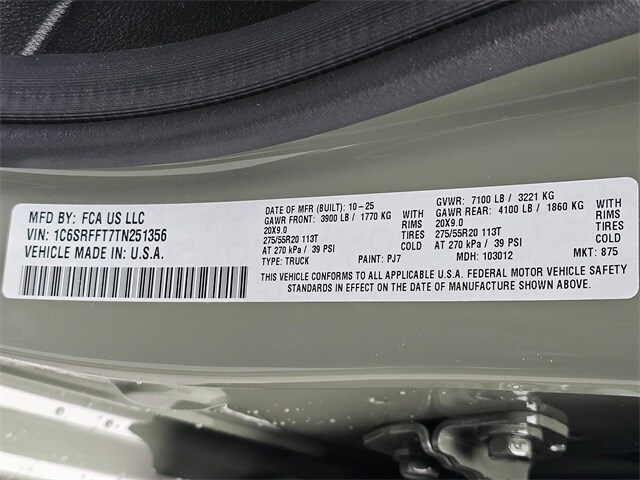 MFD BY: FCA US LLC
VIN: 1C6SRFFT7TN251356
VEHICLE MADE IN U.S.A.
DATE OF MFR (BUILT): 10-25 GVWR: 7100 LB / 3221 KG
GAWR FRONT: 3900 LB / 1770 KG WITH GAWR REAR: 4100 LB / 1860 KG WITH
20X9.0 RIMS 20X9.0 RIMS
275/55R20 113T TIRES 275/55R20 113T TIRES
AT 270 kPa / 39 PSI COLD AT 270 kPa / 39 PSI COLD
TYPE: TRUCK PAINT: PJ7 MDH: 103012 MKT: 875
THIS VEHICLE CONFORMS TO ALL APPLICABLE U.S.A. FEDERAL MOTOR VEHICLE SAFETY
STANDARDS IN EFFECT ON THE DATE OF MANUFACTURE SHOWN ABOVE.